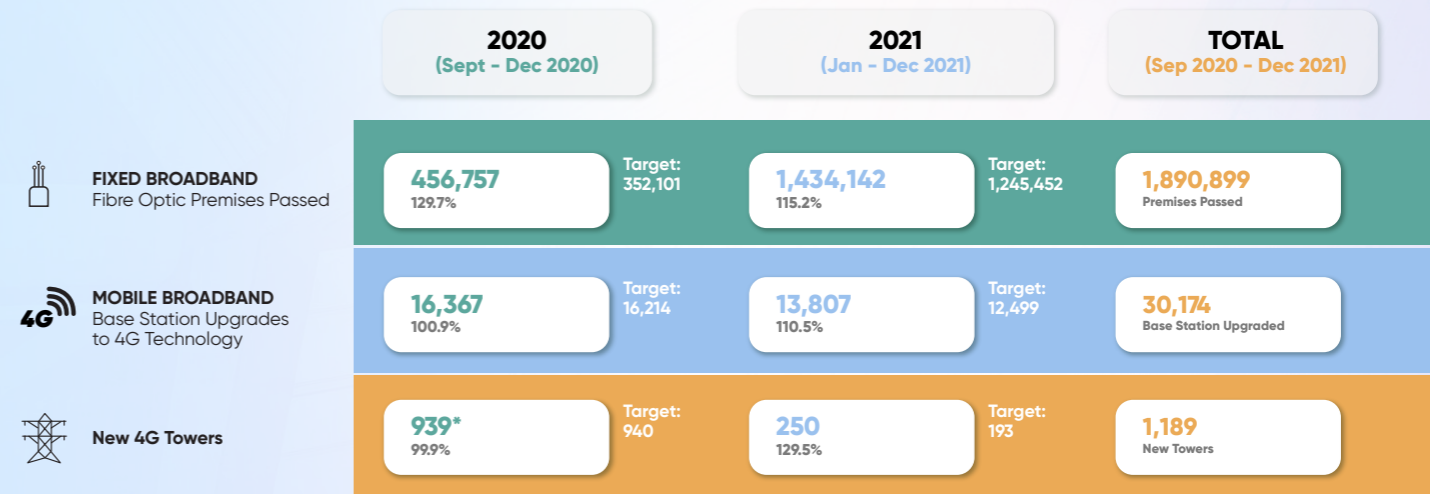 2020
(Sept - Dec 2020)
2021
(Jan - Dec 2021)
TOTAL
(Sep 2020 - Dec 2021)
FIXED BROADBAND
Fibre Optic Premises Passed
456,757
129.7%
Target:
352,101
1,434,142
115.2%
Target:
1,245,452
1,890,899
Premises Passed
4G
MOBILE BROADBAND
Base Station Upgrades
to 4G Technology
16,367
100.9%
Target:
16,214
13,807
110.5%
Target:
12,499
30,174
Base Station Upgraded
New 4G Towers
939*
99.9%
Target:
940
250
129.5%
Target:
193
1,189
New Towers